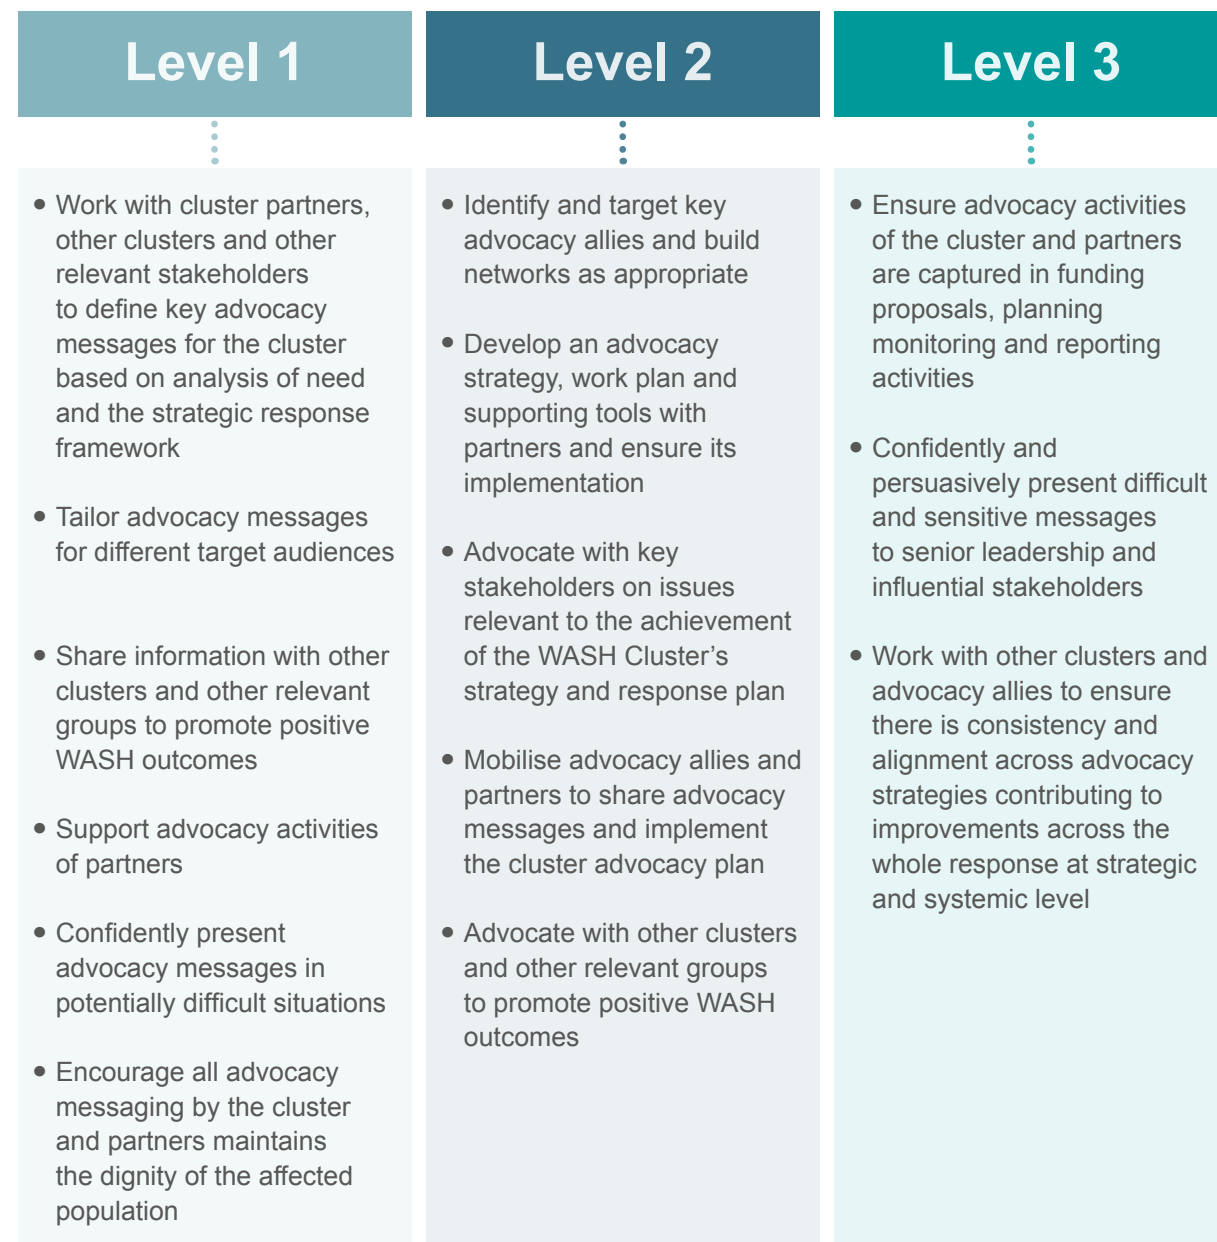 Level 1
• Work with cluster partners,
other clusters and other
relevant stakeholders
to define key advocacy
messages for the cluster
based on analysis of need
and the strategic response
framework
• Tailor advocacy messages
for different target audiences
• Share information with other
clusters and other relevant
groups to promote positive
WASH outcomes
• Support advocacy activities
of partners
• Confidently present
advocacy messages in
potentially difficult situations
• Encourage all advocacy
messaging by the cluster
and partners maintains
the dignity of the affected
population
Level 2
• Identify and target key
advocacy allies and build
networks as appropriate
• Develop an advocacy
strategy, work plan and
supporting tools with
partners and ensure its
implementation
• Advocate with key
stakeholders on issues
relevant to the achievement
of the WASH Cluster’s
strategy and response plan
• Mobilise advocacy allies and
partners to share advocacy
messages and implement
the cluster advocacy plan
• Advocate with other clusters
and other relevant groups
to promote positive WASH
outcomes
Level 3
• Ensure advocacy activities
of the cluster and partners
are captured in funding
proposals, planning
monitoring and reporting
activities
• Confidently and
persuasively present difficult
and sensitive messages
to senior leadership and
influential stakeholders
• Work with other clusters and
advocacy allies to ensure
there is consistency and
alignment across advocacy
strategies contributing to
improvements across the
whole response at strategic
and systemic level